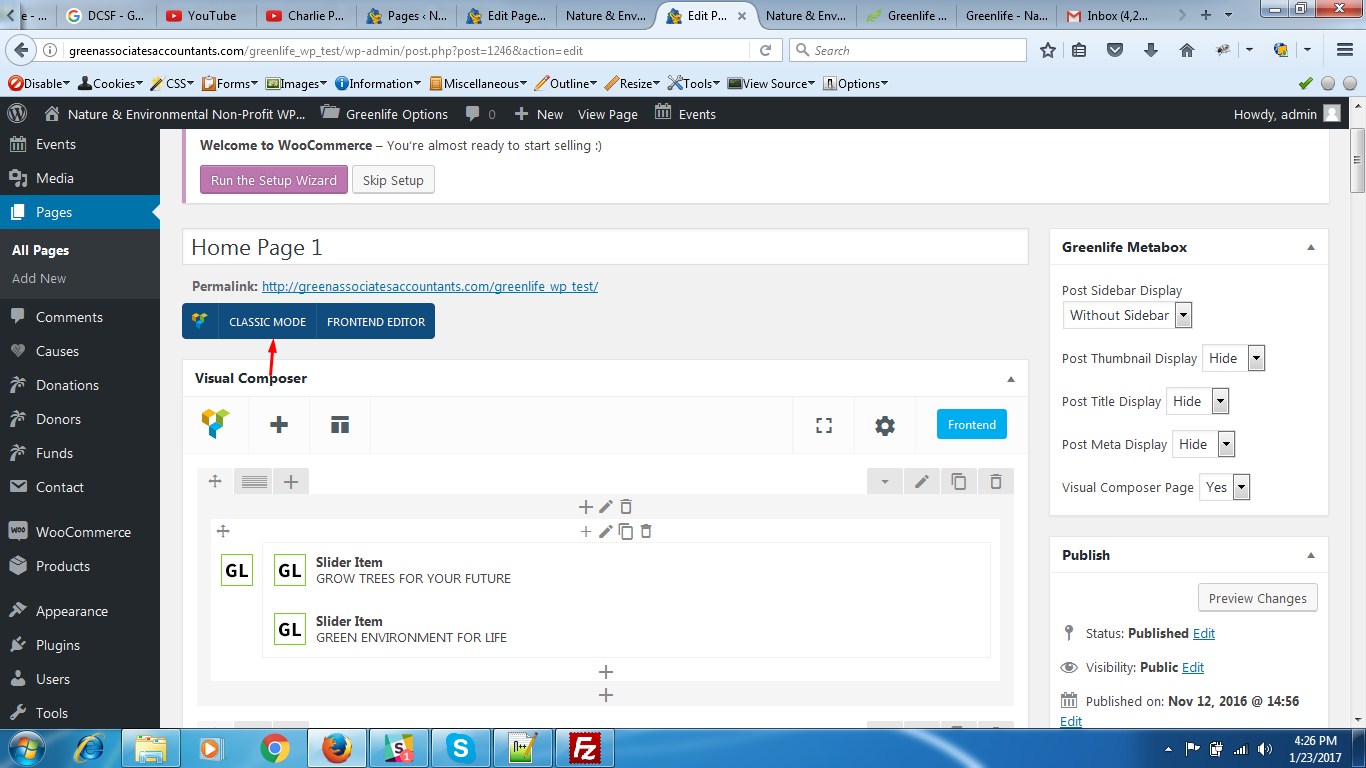 e - ...
DCSF - G...
YouTube
Charlie P...
Pages ‹ N...
Edit Page...
Nature & Env...
Edit P...
Nature & Env...
Greenlife ...
Greenlife - Na...
Inbox (4,2...
greenassociatesaccountants.com/greenlife_wp_test/wp-admin/post.php?post=1246&action=edit
Search
Disable
Cookies
CSS
Forms
Images
Information
Miscellaneous
Outline
Resize
Tools
View Source
Options
Nature & Environmental Non-Profit WP...
Greenlife Options
0
New
View Page
Events
Howdy, admin
Events
Media
Pages
All Pages
Add New
Comments
Causes
Donations
Donors
Funds
Contact
WOO
WooCommerce
Products
Appearance
Plugins
Users
Tools
Welcome to WooCommerce – You're almost ready to start selling :)
Run the Setup Wizard
Skip Setup
Home Page 1
Permalink: http://greenassociatesaccountants.com/greenlife_wp_test/
CLASSIC MODE
FRONTEND EDITOR
Visual Composer
Frontend
GL
GL
Slider Item
GROW TREES FOR YOUR FUTURE
GL
Slider Item
GREEN ENVIRONMENT FOR LIFE
Greenlife Metabox
Post Sidebar Display
Without Sidebar
Post Thumbnail Display Hide
Post Title Display Hide
Post Meta Display Hide
Visual Composer Page Yes
Publish
Preview Changes
Status: Published Edit
Visibility: Public Edit
Published on: Nov 12, 2016 @ 14:56
Edit
4:26 PM
1/23/2017